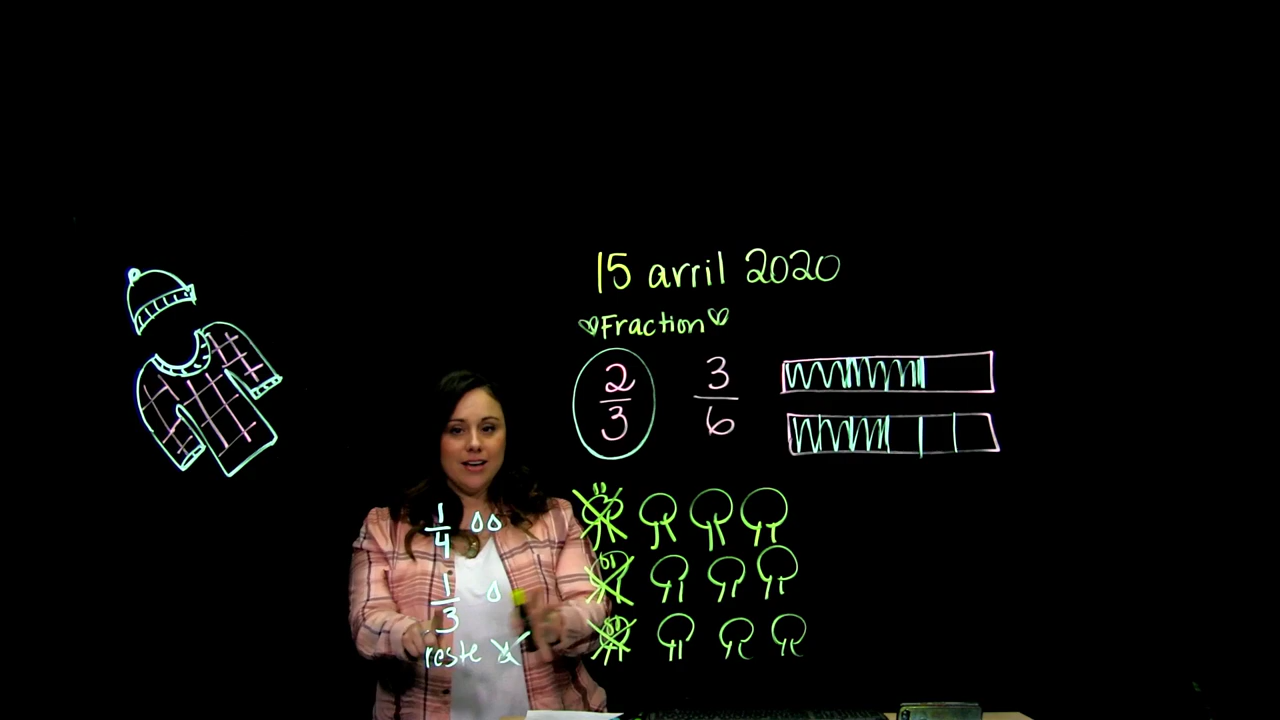 15 avril 2020
Fraction
2/3 3/6
1/4
1/3
reste